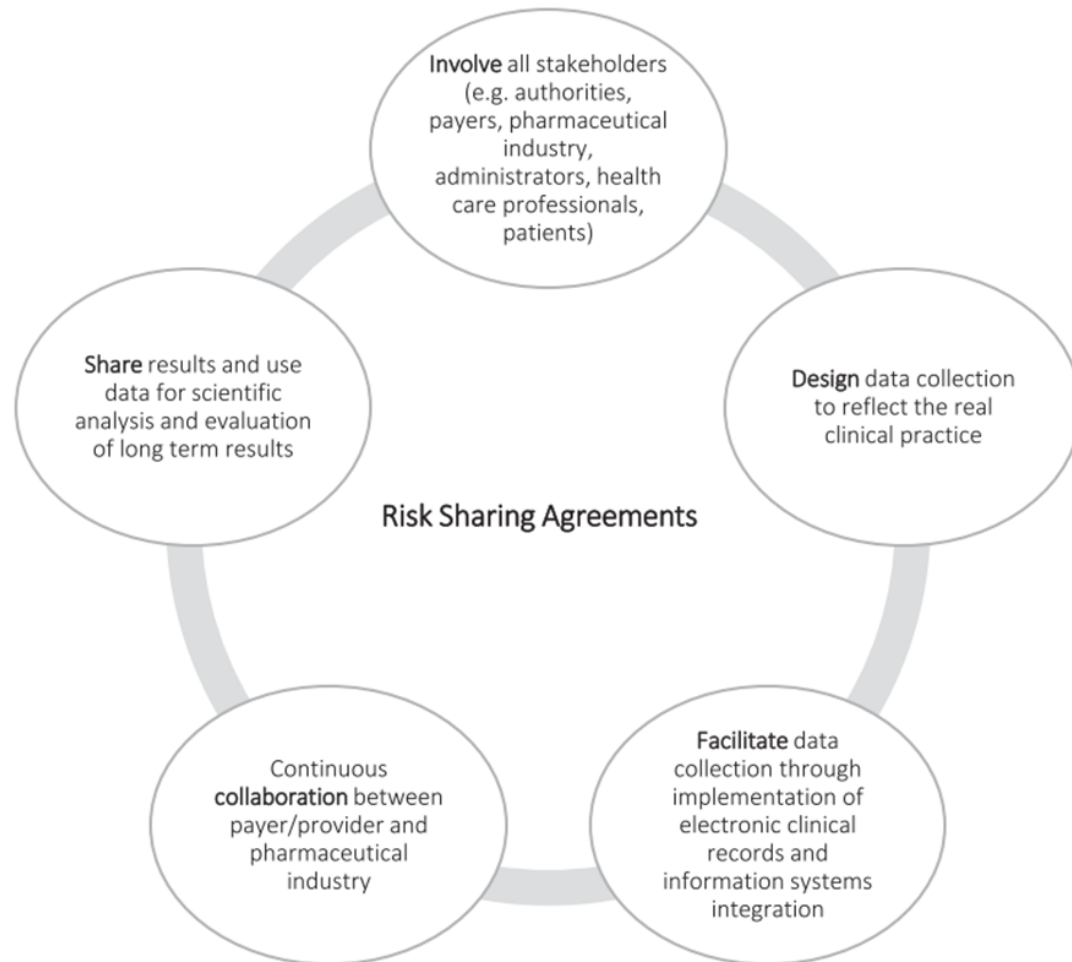 Involve all stakeholders
(e.g. authorities,
payers, pharmaceutical
industry,
administrators, health
care professionals,
patients)
Design data collection
to reflect the real
clinical practice
Facilitate data
collection through
implementation of
electronic clinical
records and
information systems
integration
Continuous
collaboration between
payer/provider and
pharmaceutical
industry
Share results and use
data for scientific
analysis and evaluation
of long term results
Risk Sharing Agreements